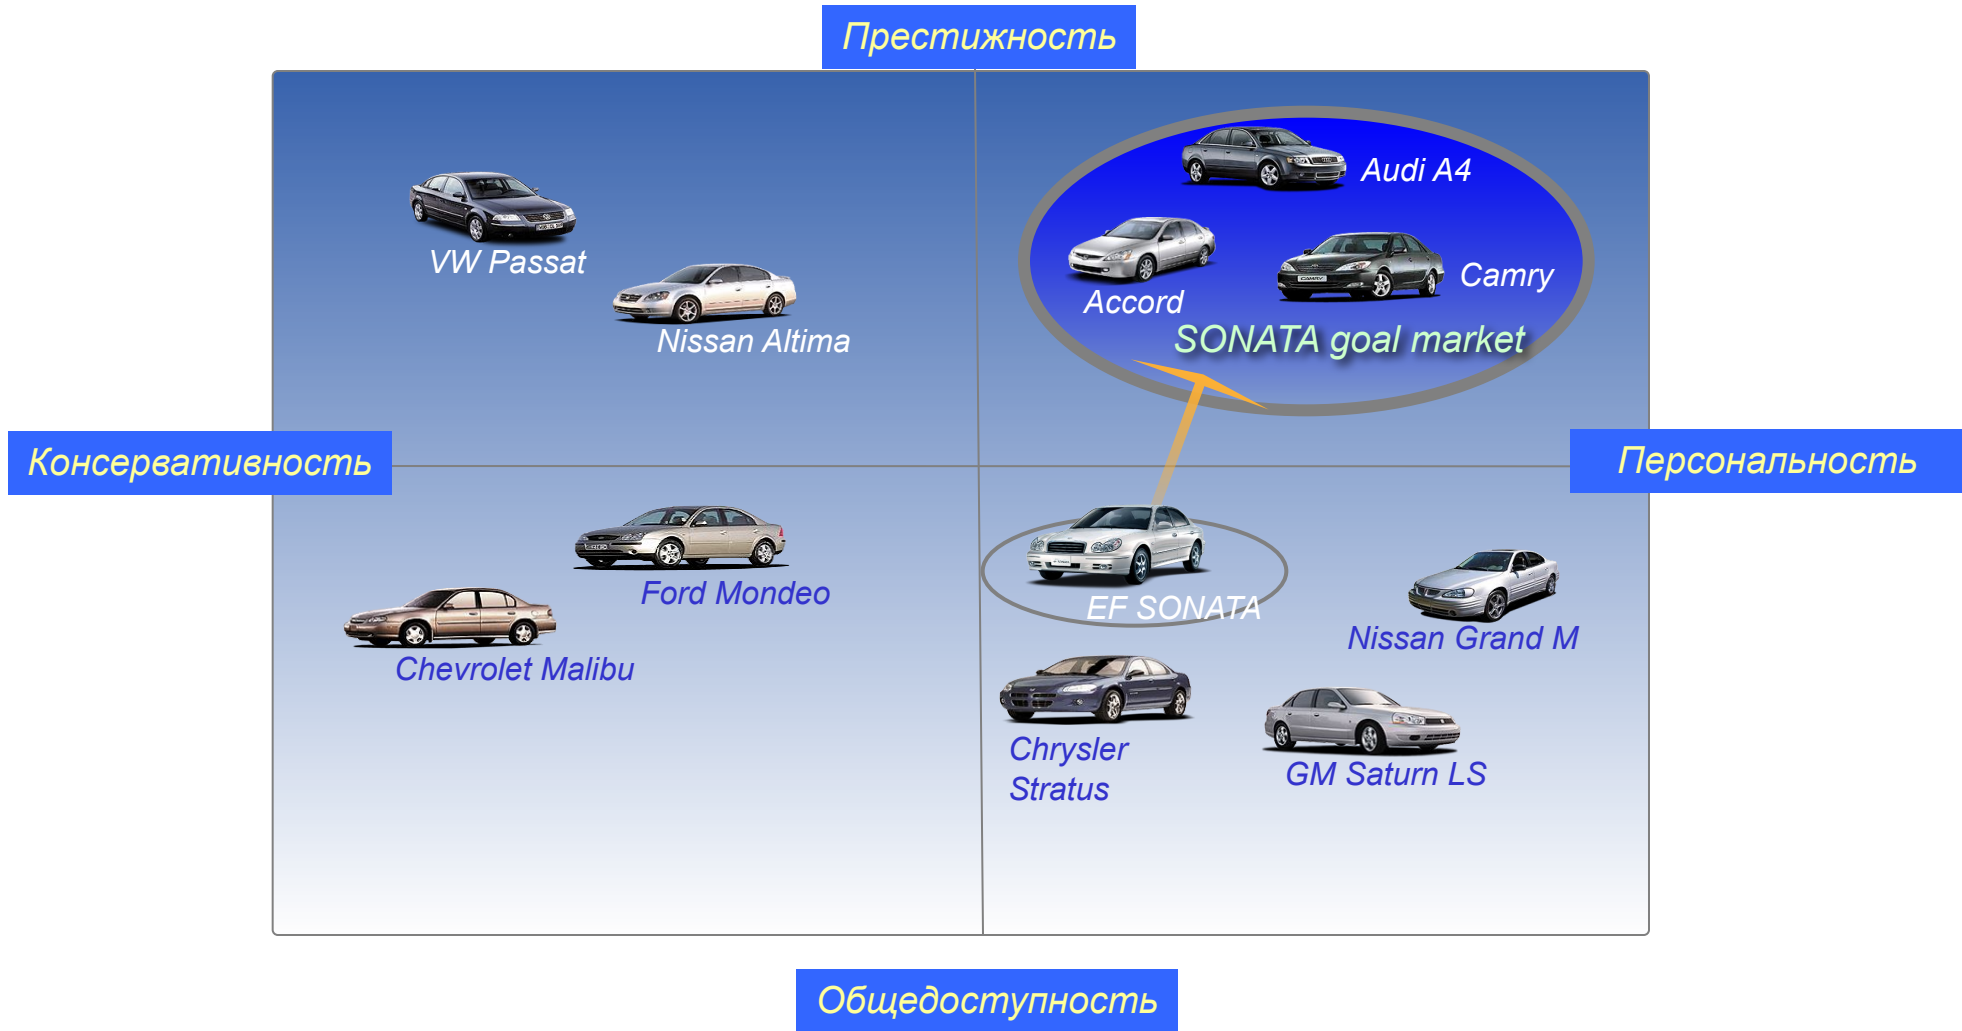 Престижность
Audi A4
VW Passat
Accord
Camry
Nissan Altima
SONATA goal market
Консервативность
Персональность
Ford Mondeo
EF SONATA
Nissan Grand M
Chevrolet Malibu
Chrysler
Stratus
GM Saturn LS
Общедоступность